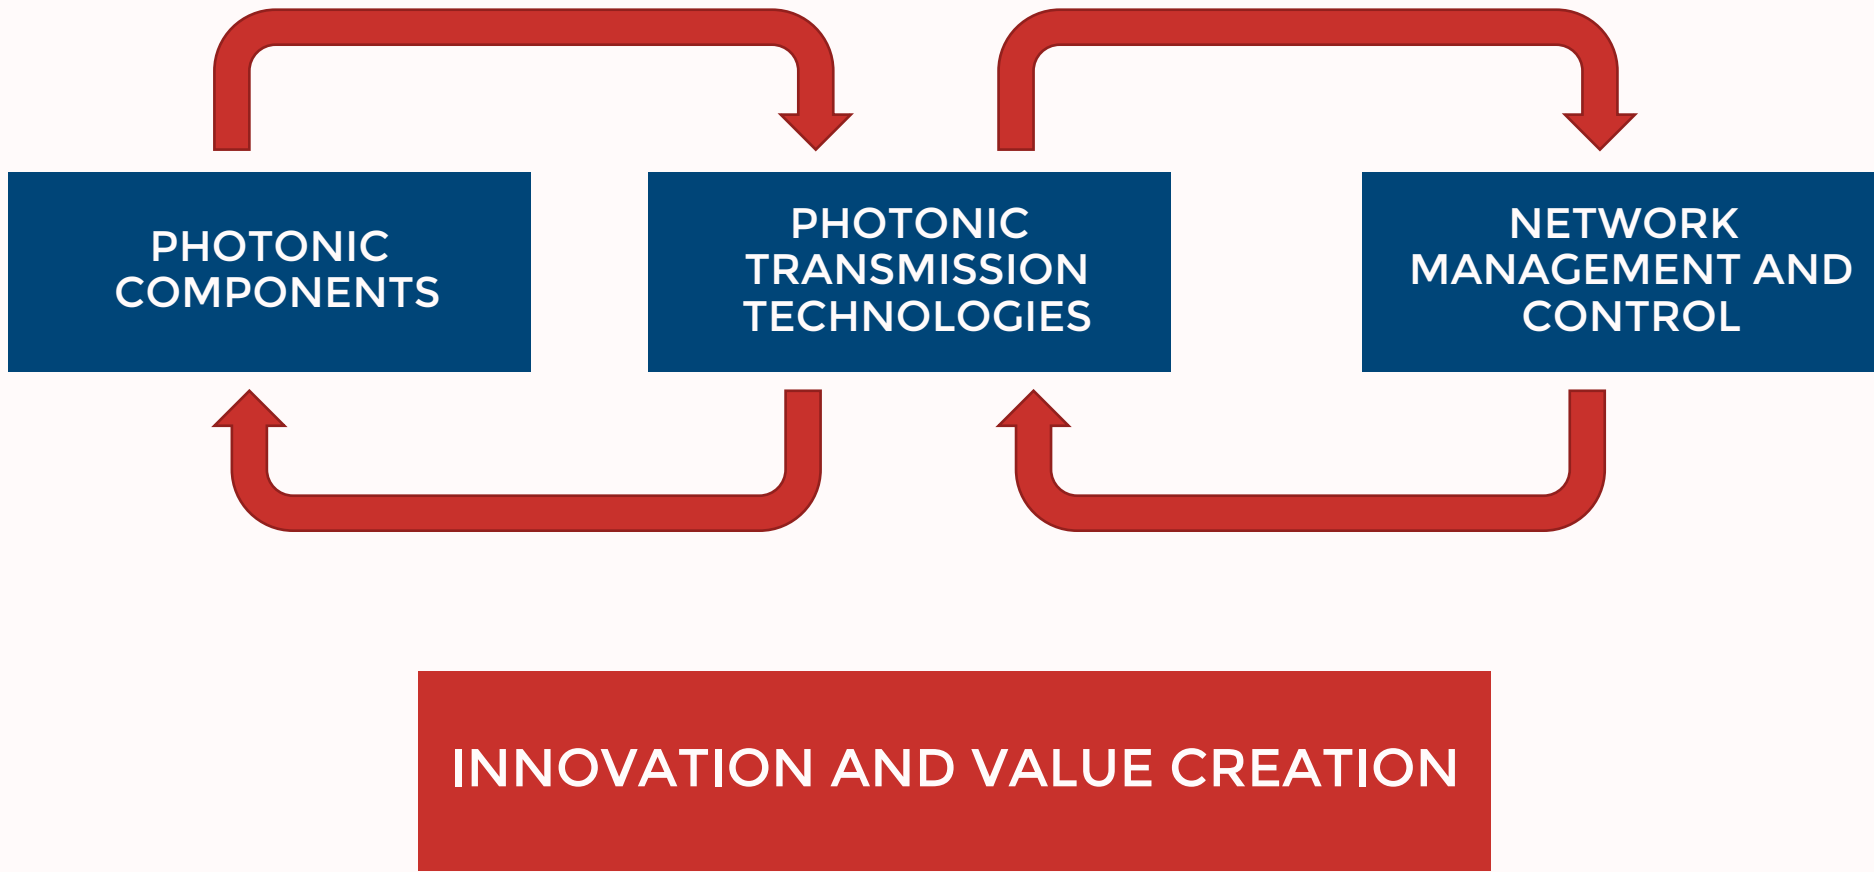 PHOTONIC
COMPONENTS
PHOTONIC
TRANSMISSION
TECHNOLOGIES
NETWORK
MANAGEMENT AND
CONTROL
INNOVATION AND VALUE CREATION